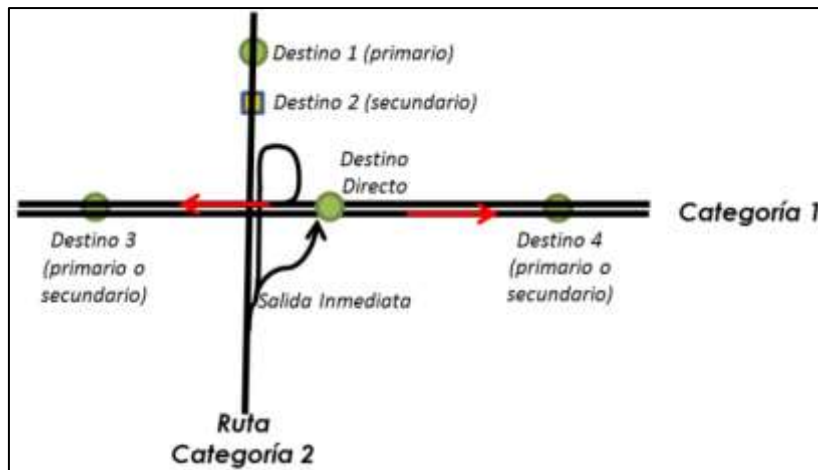 Destino 1 (primario)
Destino 2 (secundario)
Destino
Directo
Categoría 1
Destino 3
(primario o
secundario)
Destino 4
(primario o
secundario)
Salida Inmediata
Ruta
Categoría 2